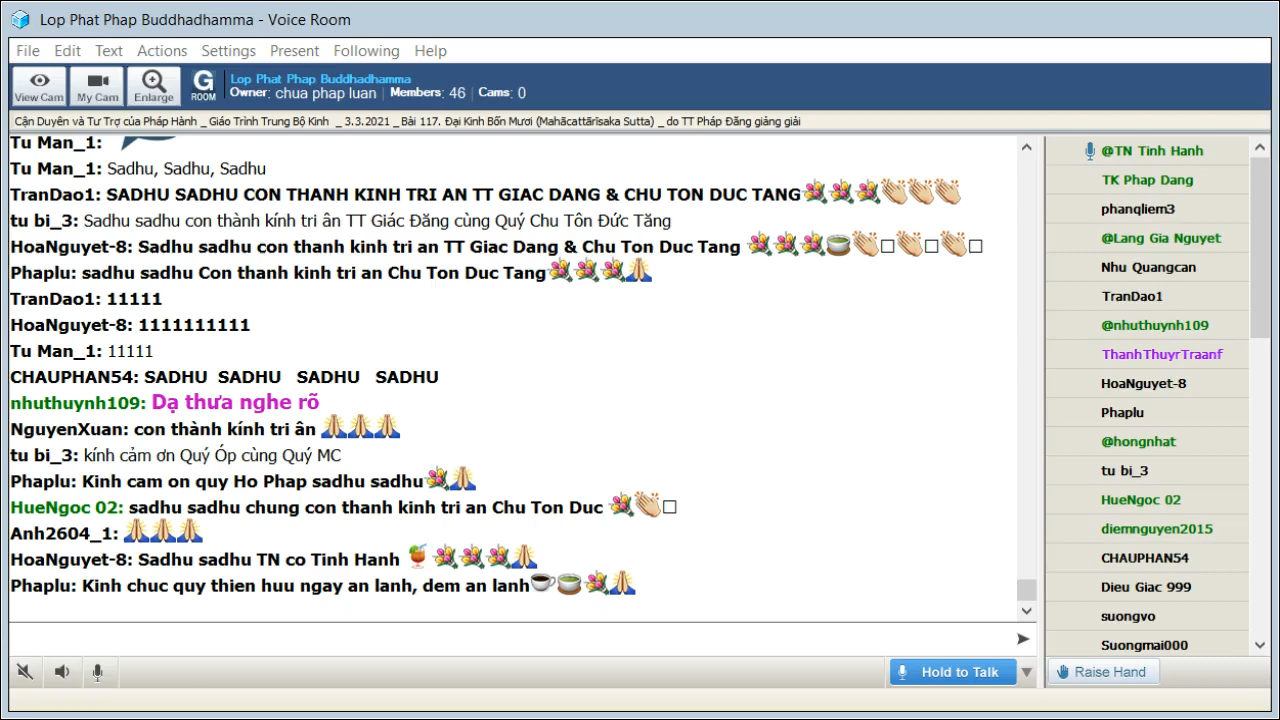 Lop Phat Phap Buddhadhamma - Voice Room
File Edit Text Actions Settings Present Following Help
View Cam My Cam Enlarge G ROOM
Lop Phat Phap Buddhadhamma
Owner: chua phap luan Members: 46 Cams: 0
Cận Duyên và Tư Trợ của Pháp Hành _ Giáo Trình Trung Bộ Kinh _ 3.3.2021 _ Bài 117. Đại Kinh Bốn Mươi (Mahācattārīsaka Sutta) _ do TT Pháp Đăng giảng giải
Tu Man_1:
Tu Man_1: Sadhu, Sadhu, Sadhu
TranDao1: SADHU SADHU CON THANH KINH TRI AN TT GIAC DANG & CHU TON DUC TANG💐💐💐👏👏👏
tu bi_3: Sadhu sadhu con thành kính tri ân TT Giác Đăng cùng Quý Chu Tôn Đức Tăng
HoaNguyet-8: Sadhu sadhu con thanh kinh tri an TT Giac Dang & Chu Ton Duc Tang 💐💐💐🍵👏□👏□👏□
Phaplu: sadhu sadhu Con thanh kinh tri an Chu Ton Duc Tang💐💐💐🙏
TranDao1: 11111
HoaNguyet-8: 1111111111
Tu Man_1: 11111
CHAUPHAN54: SADHU SADHU SADHU SADHU
nhuthuynh109: Dạ thưa nghe rõ
NguyenXuan: con thành kính tri ân 🙏🙏🙏
tu bi_3: kính cảm ơn Quý Óp cùng Quý MC
Phaplu: Kinh cam on quy Ho Phap sadhu sadhu💐🙏
HueNgoc 02: sadhu sadhu chung con thanh kinh tri an Chu Ton Duc 💐👏□
Anh2604_1: 🙏🙏🙏
HoaNguyet-8: Sadhu sadhu TN co Tinh Hanh 🍹💐💐💐🙏
Phaplu: Kinh chuc quy thien huu ngay an lanh, dem an lanh☕🍵💐🙏
Hold to Talk
@TN Tinh Hanh
TK Phap Dang
phanqliem3
@Lang Gia Nguyet
Nhu Quangcan
TranDao1
@nhuthuynh109
ThanhThuyrTraanf
HoaNguyet-8
Phaplu
@hongnhat
tu bi_3
HueNgoc 02
diemnguyen2015
CHAUPHAN54
Dieu Giac 999
suongvo
Suongmai000
Raise Hand